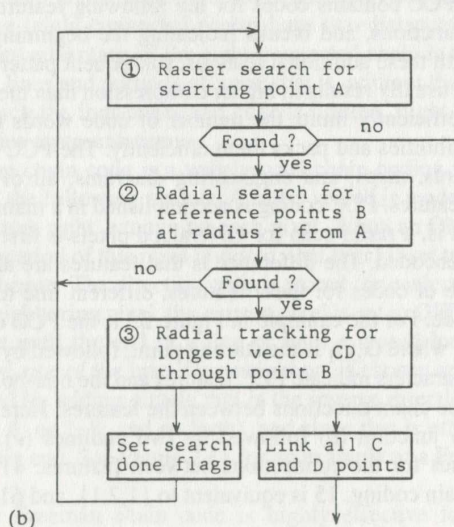 ① Raster search for
starting point A
Found ?
no
yes
② Radial search for
reference points B
at radius r from A
no
Found ?
yes
③ Radial tracking for
longest vector CD
through point B
Set search
done flags
Link all C
and D points
(b)